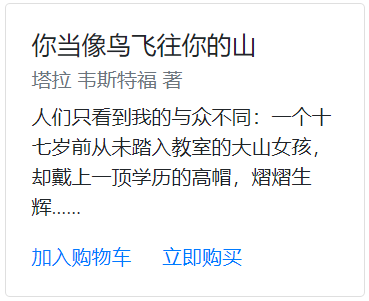 你当像鸟飞往你的山
塔拉 韦斯特福 著
人们只看到我的与众不同：一个十
七岁前从未踏入教室的大山女孩，
却戴上一顶学历的高帽，熠熠生
辉......
加入购物车 立即购买